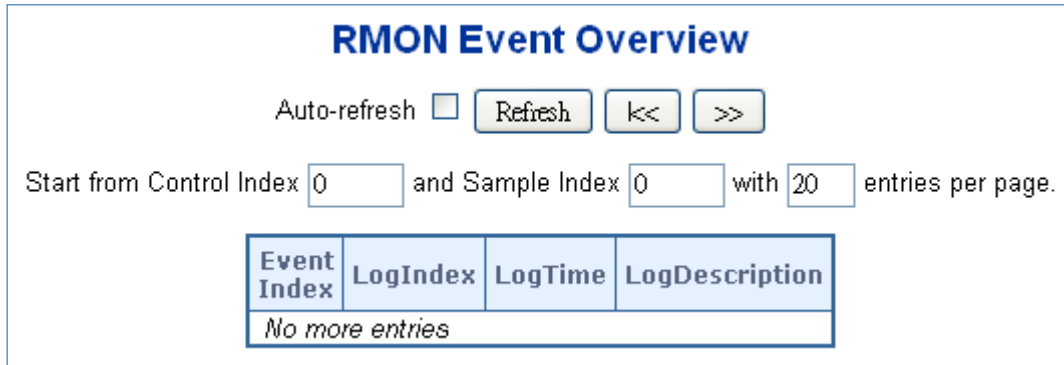 RMON Event Overview
Auto-refresh Refresh |<< >>
Start from Control Index 0 and Sample Index 0 with 20 entries per page.
Event Index LogIndex LogTime LogDescription
No more entries